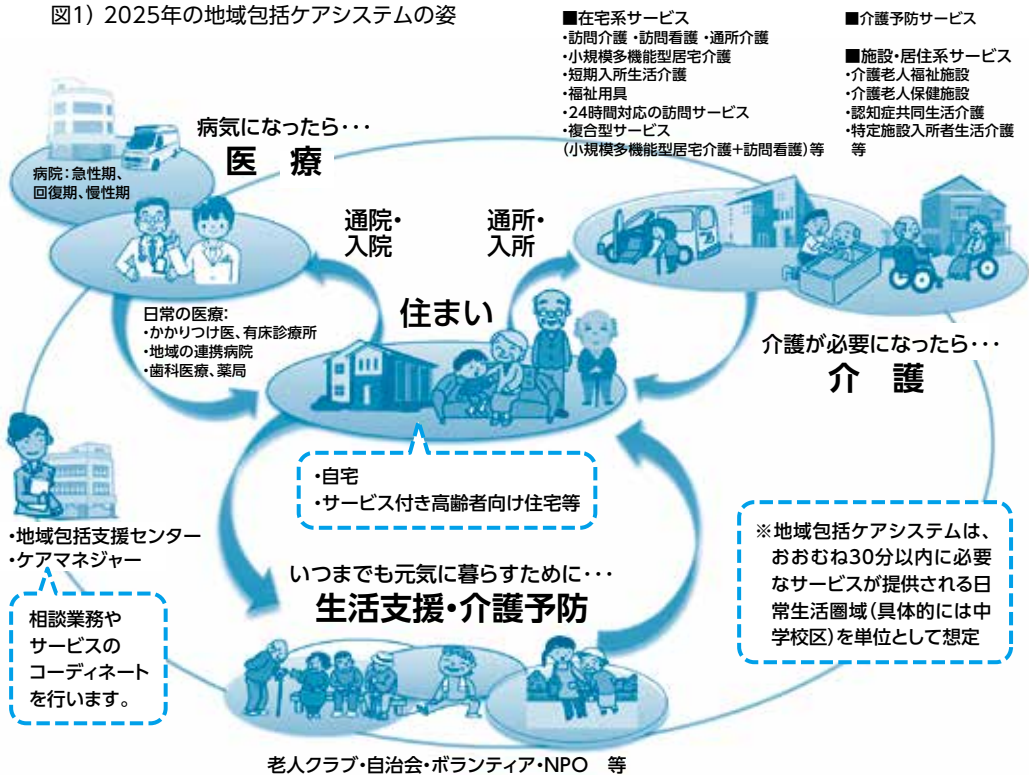 図1) 2025年の地域包括ケアシステムの姿
■在宅系サービス
・訪問介護 ・訪問看護 ・通所介護
・小規模多機能型居宅介護
・短期入所生活介護
・福祉用具
・24時間対応の訪問サービス
・複合型サービス
(小規模多機能型居宅介護+訪問看護)等
■介護予防サービス
■施設・居住系サービス
・介護老人福祉施設
・介護老人保健施設
・認知症共同生活介護
・特定施設入所者生活介護
等
病気になったら・・・
医 療
病院:急性期、
回復期、慢性期
通院・
入院
通所・
入所
日常の医療:
・かかりつけ医、有床診療所
・地域の連携病院
・歯科医療、薬局
住まい
介護が必要になったら・・・
介 護
・自宅
・サービス付き高齢者向け住宅等
・地域包括支援センター
・ケアマネジャー
相談業務や
サービスの
コーディネート
を行います。
いつまでも元気に暮らすために・・・
生活支援・介護予防
※地域包括ケアシステムは、
おおむね30分以内に必要
なサービスが提供される日
常生活圏域(具体的には中
学校区)を単位として想定
老人クラブ・自治会・ボランティア・NPO 等